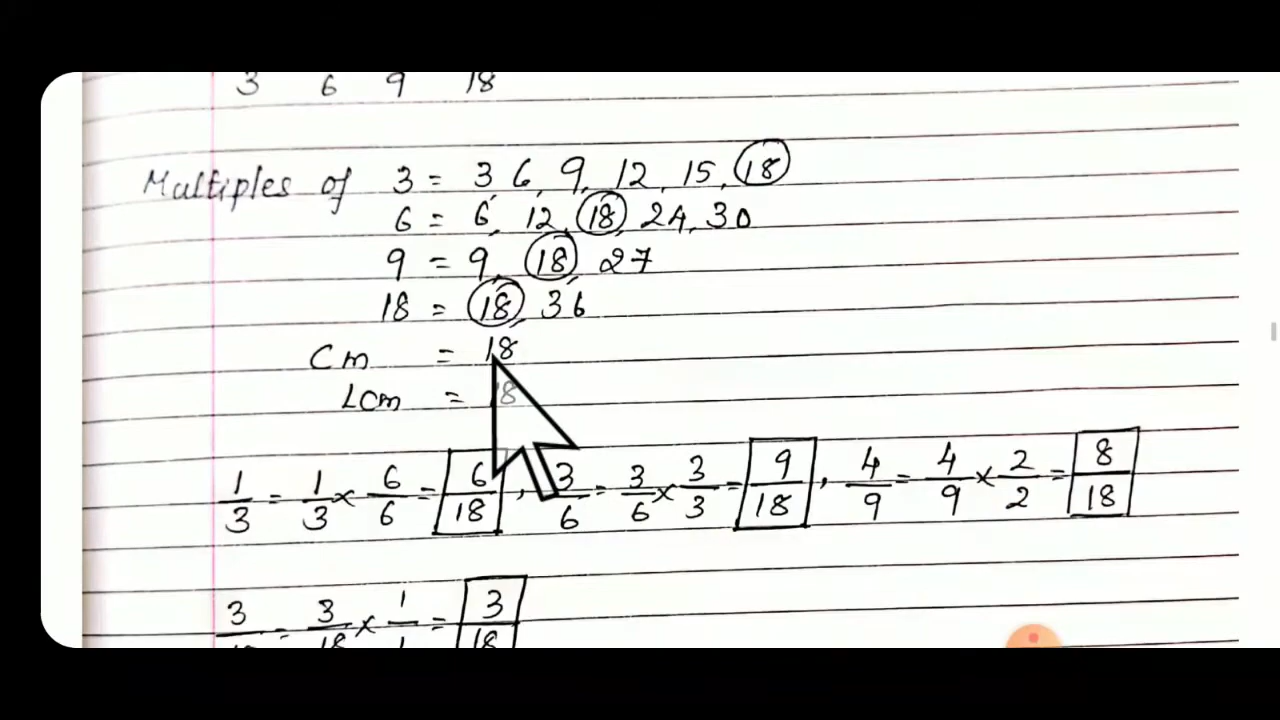 3 6 9 18
Multiples of 3 = 3, 6, 9, 12, 15, 18
6 = 6, 12, 18, 24, 30
9 = 9, 18, 27
18 = 18, 36
Cm = 18
Lcm = 18
1/3 = 1/3 × 6/6 = 6/18, 3/6 = 3/6 × 3/3 = 9/18, 4/9 = 4/9 × 2/2 = 8/18
3/18 = 3/18 × 1/1 = 3/18